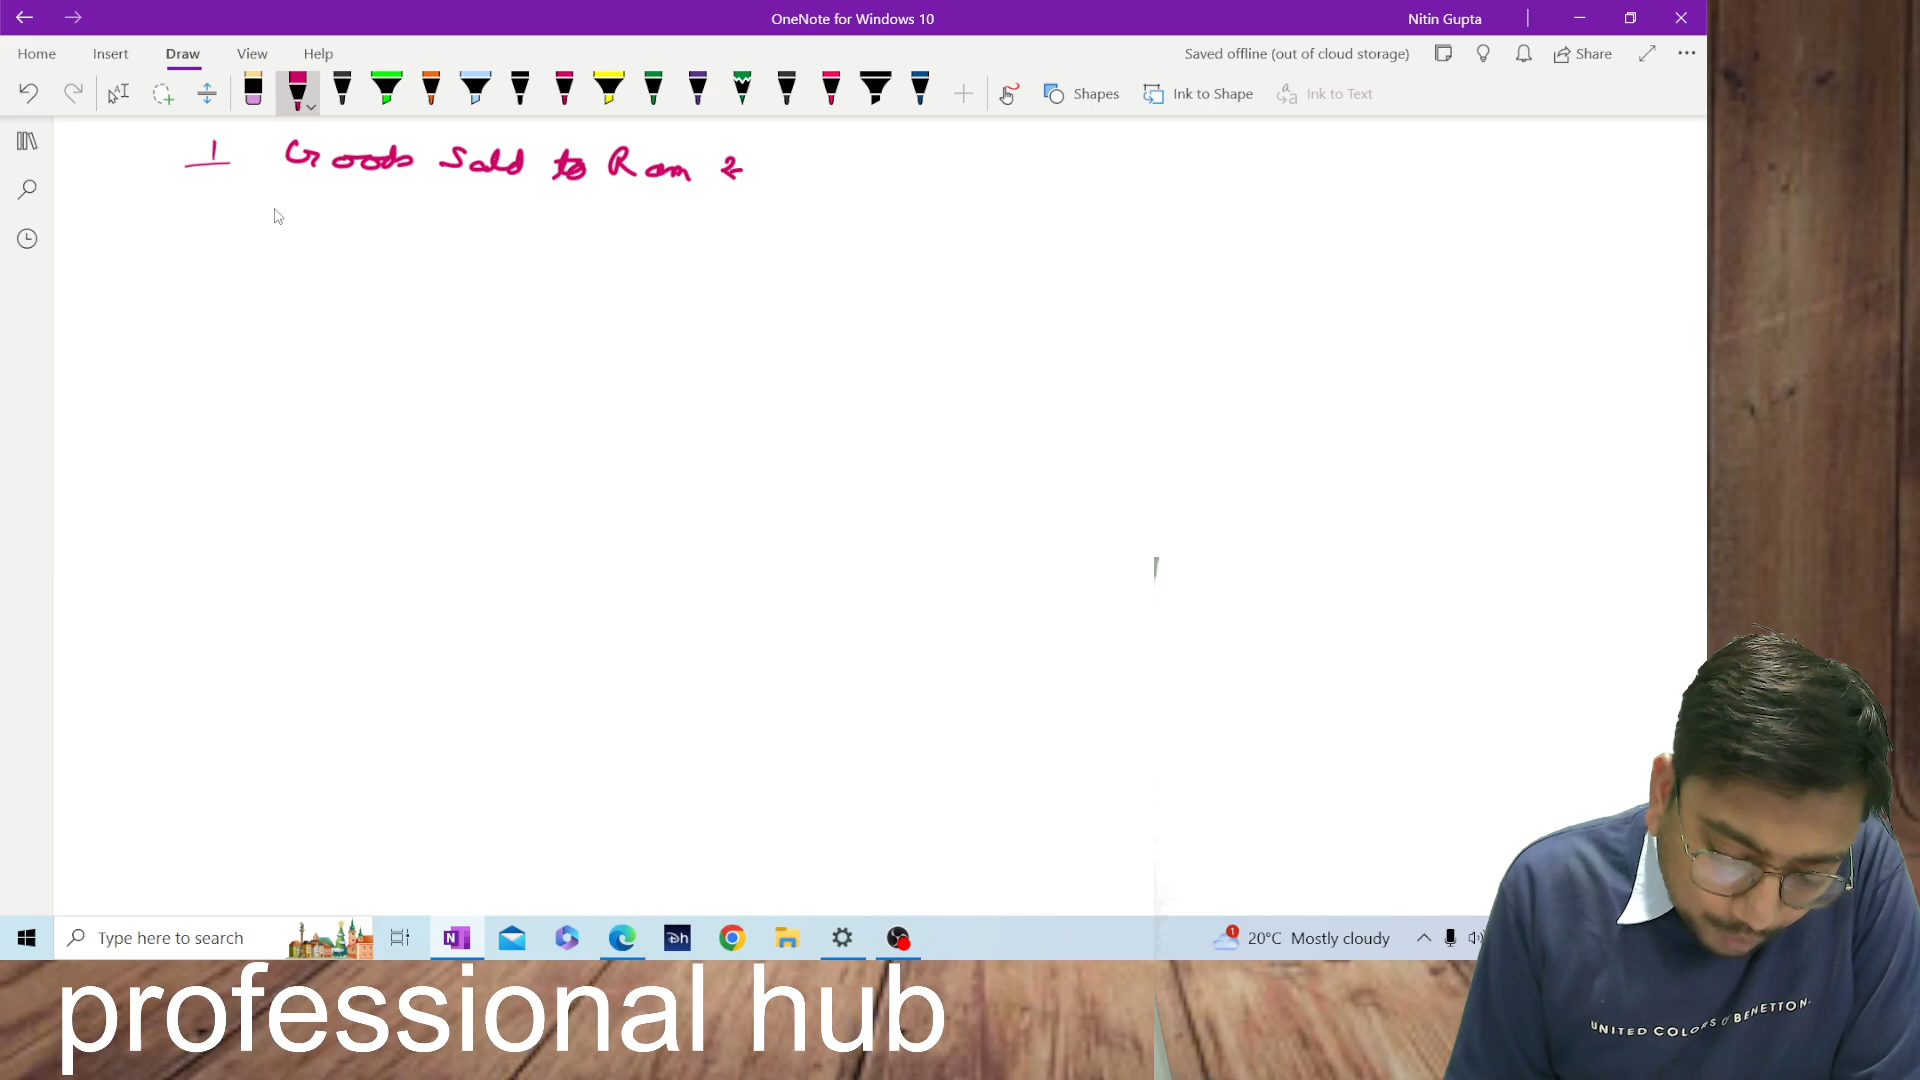 OneNote for Windows 10
Nitin Gupta
Home Insert Draw View Help
Saved offline (out of cloud storage)
Share
Shapes
Ink to Shape
Ink to Text
1 Goods Sold to Ram &
Type here to search
Dh
1
20°C Mostly cloudy
UNITED COLORS OF BENETTON.
professional hub